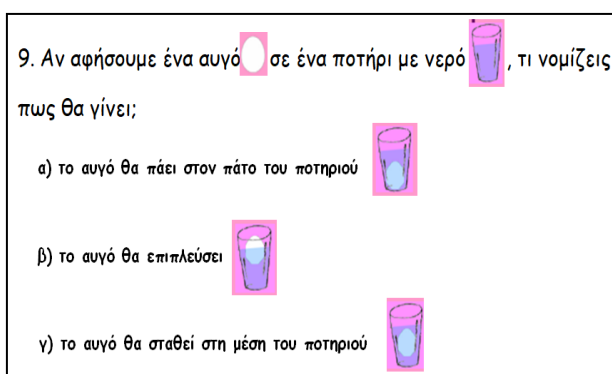 9. Αν αφήσουμε ένα αυγό σε ένα ποτήρι με νερό , τι νομίζεις
πως θα γίνει;
α) το αυγό θα πάει στον πάτο του ποτηριού
β) το αυγό θα επιπλεύσει
γ) το αυγό θα σταθεί στη μέση του ποτηριού